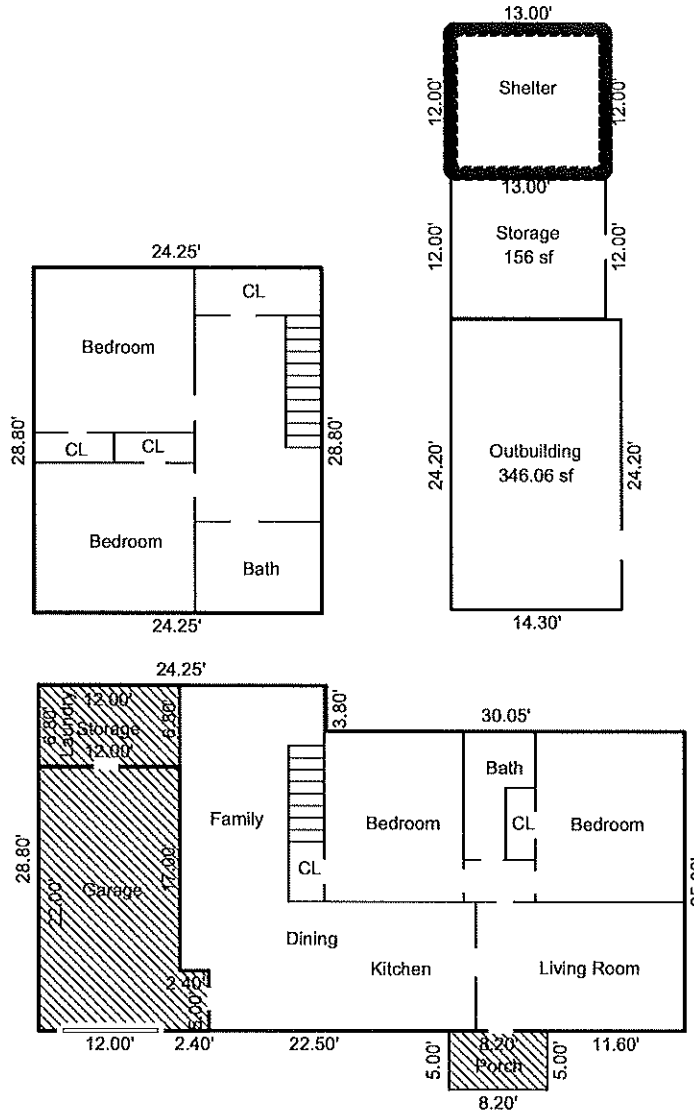 13.00'
12.00'
Shelter
12.00'
13.00'
12.00'
Storage
156 sf
12.00'
24.20'
Outbuilding
346.06 sf
24.20'
14.30'
24.25'
CL
Bedroom
28.80'
CL
CL
28.80'
Bedroom
Bath
24.25'
24.25'
3.80'
30.05'
12.00'
6.80'
Laundry
Storage
6.80'
12.00'
Bath
Family
Bedroom
CL
Bedroom
28.80'
22.00'
Garage
17.00'
CL
Dining
Kitchen
Living Room
2.40'
5.00'
12.00'
2.40'
22.50'
5.00'
8.20'
Porch
5.00'
11.60'
8.20'